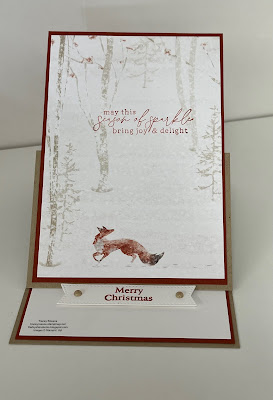 may this
season of sparkle
bring joy & delight
Merry
Christmas